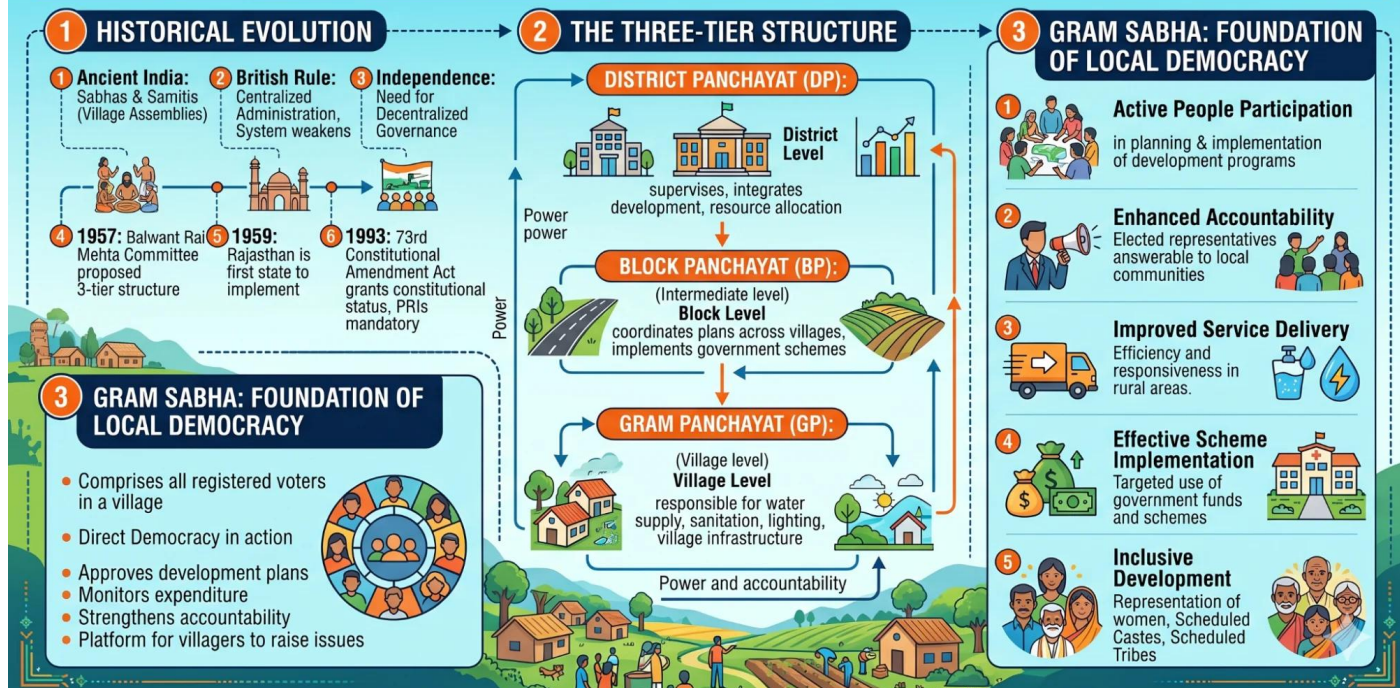 1 HISTORICAL EVOLUTION
1 Ancient India:
Sabhas & Samitis
(Village Assemblies)
2 British Rule:
Centralized
Administration,
System weakens
3 Independence:
Need for
Decentralized
Governance
4 1957: Balwant Rai
Mehta Committee
proposed
3-tier structure
5 1959:
Rajasthan is
first state to
implement
6 1993: 73rd
Constitutional
Amendment Act
grants constitutional
status, PRIs
mandatory
3 GRAM SABHA: FOUNDATION OF
LOCAL DEMOCRACY
Comprises all registered voters
in a village
Direct Democracy in action
Approves development plans
Monitors expenditure
Strengthens accountability
Platform for villagers to raise issues
2 THE THREE-TIER STRUCTURE
DISTRICT PANCHAYAT (DP):
District
Level
supervises, integrates
development, resource allocation
Power
power
Power
BLOCK PANCHAYAT (BP):
(Intermediate level)
Block Level
coordinates plans across villages,
implements government schemes
GRAM PANCHAYAT (GP):
(Village level)
Village Level
responsible for water
supply, sanitation, lighting,
village infrastructure
Power and accountability
3 GRAM SABHA: FOUNDATION
OF LOCAL DEMOCRACY
1 Active People Participation
in planning & implementation
of development programs
2 Enhanced Accountability
Elected representatives
answerable to local
communities
3 Improved Service Delivery
Efficiency and
responsiveness in
rural areas.
4 Effective Scheme
Implementation
Targeted use of
government funds
and schemes
$
$
5 Inclusive
Development
Representation of
women, Scheduled
Castes, Scheduled
Tribes